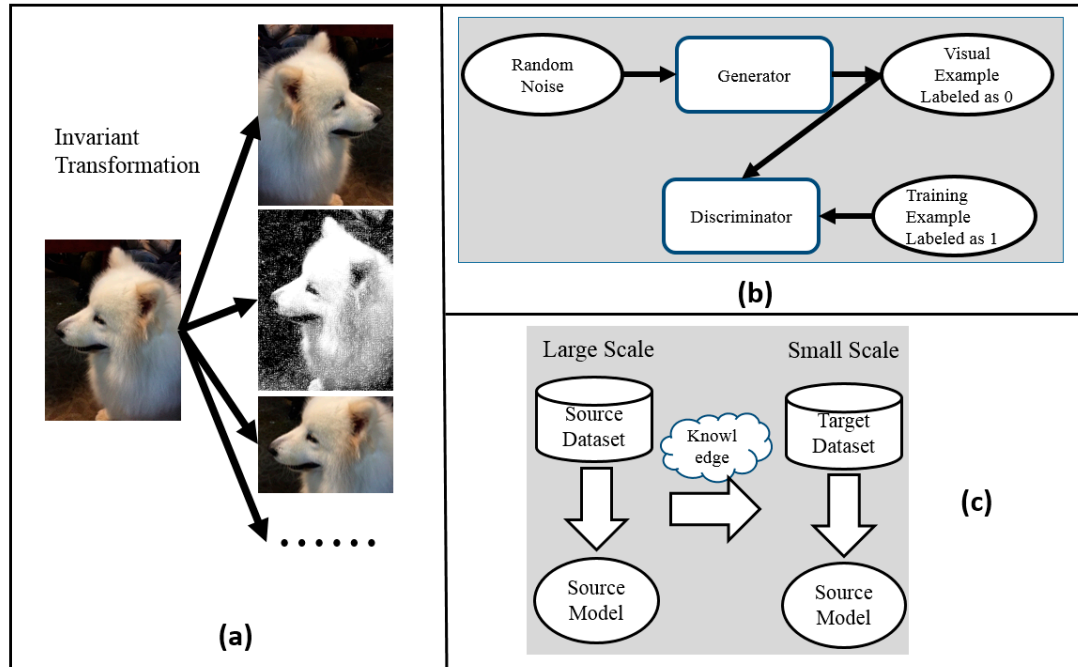 Invariant
Transformation
......
(a)
Random
Noise
Generator
Visual
Example
Labeled as 0
Discriminator
Training
Example
Labeled as 1
(b)
Large Scale
Small Scale
Source
Dataset
Knowl
edge
Target
Dataset
Source
Model
Source
Model
(c)